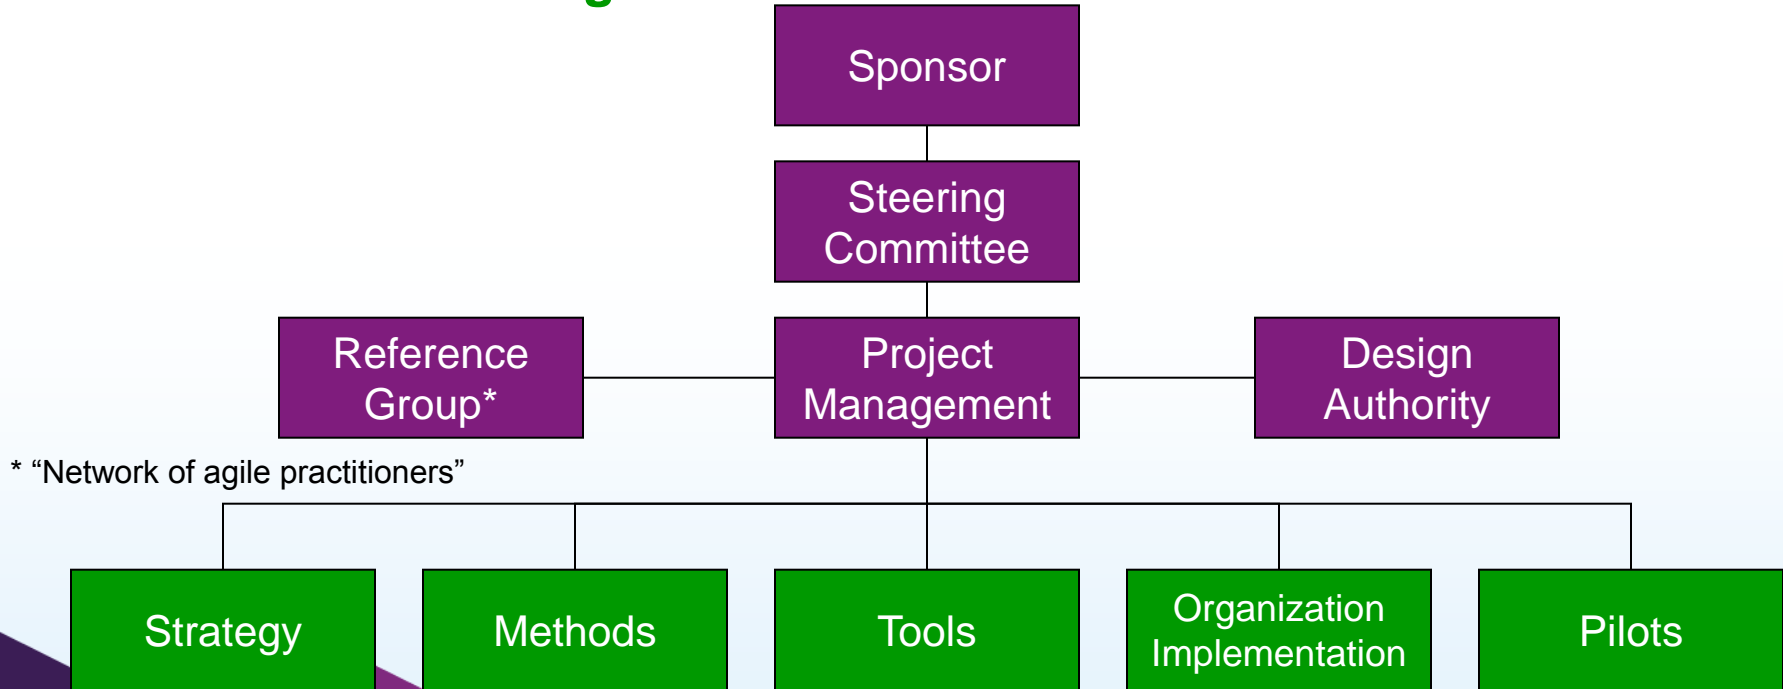 Sponsor
Steering
Committee
Reference
Group*
Project
Management
Design
Authority
* “Network of agile practitioners”
Strategy
Methods
Tools
Organization
Implementation
Pilots